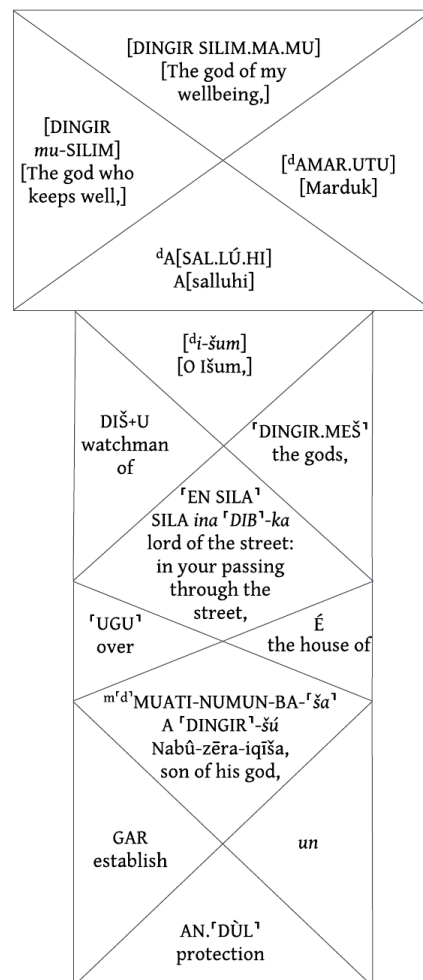 [DINGIR SILIM.MA.MU]
[The god of my
wellbeing,]
[DINGIR
mu-SILIM]
[The god who
keeps well,]
[ᵈAMAR.UTU]
[Marduk]
ᵈA[SAL.LÚ.HI]
A[salluhi]
[ᵈi-šum]
[O Išum,]
DIŠ+U
watchman
of
⸢DINGIR.MEŠ⸣
the gods,
⸢EN SILA⸣
SILA ina ⸢DIB⸣-ka
lord of the street:
in your passing
through the
street,
⸢UGU⸣
over
É
the house of
ᵐ⸢ᵈ⸣MUATI-NUMUN-BA-⸢ša⸣
A ⸢DINGIR⸣-šú
Nabû-zēra-iqīša,
son of his god,
GAR
establish
un
AN.⸢DÙL⸣
protection